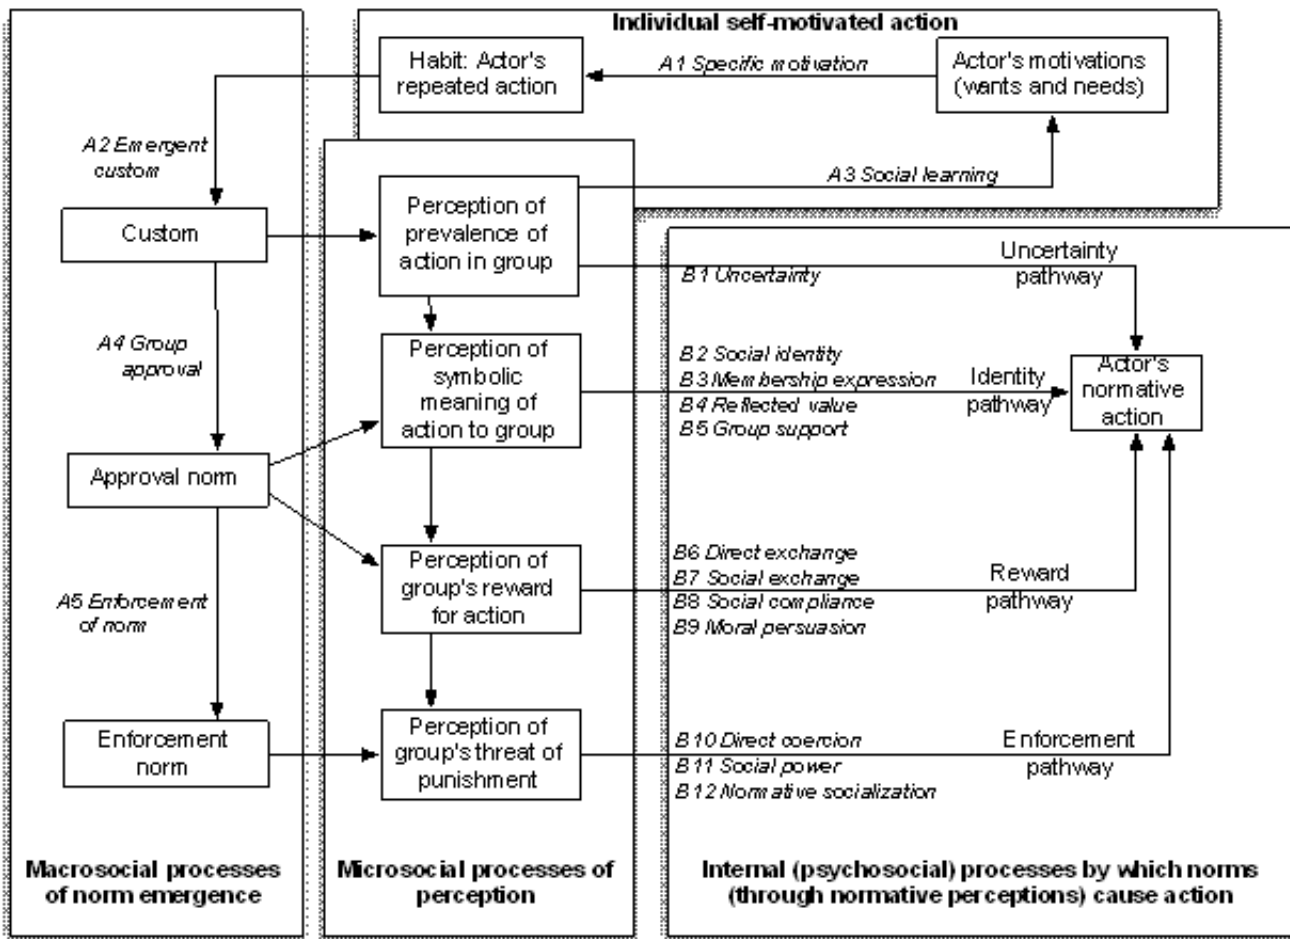 Individual self-motivated action
Habit: Actor's
repeated action
A1 Specific motivation
Actor's motivations
(wants and needs)
A2 Emergent
custom
A3 Social learning
Custom
Perception of
prevalence of
action in group
Uncertainty
pathway
B1 Uncertainty
A4 Group
approval
Perception of
symbolic
meaning of
action to group
B2 Social identity
B3 Membership expression
B4 Reflected value
B5 Group support
Identity
pathway
Actor's
normative
action
Approval norm
A5 Enforcement
of norm
Perception of
group's reward
for action
B6 Direct exchange
B7 Social exchange
B8 Social compliance
B9 Moral persuasion
Reward
pathway
Enforcement
norm
Perception of
group's threat of
punishment
B10 Direct coercion
B11 Social power
B12 Normative socialization
Enforcement
pathway
Macrosocial processes
of norm emergence
Microsocial processes of
perception
Internal (psychosocial) processes by which norms
(through normative perceptions) cause action